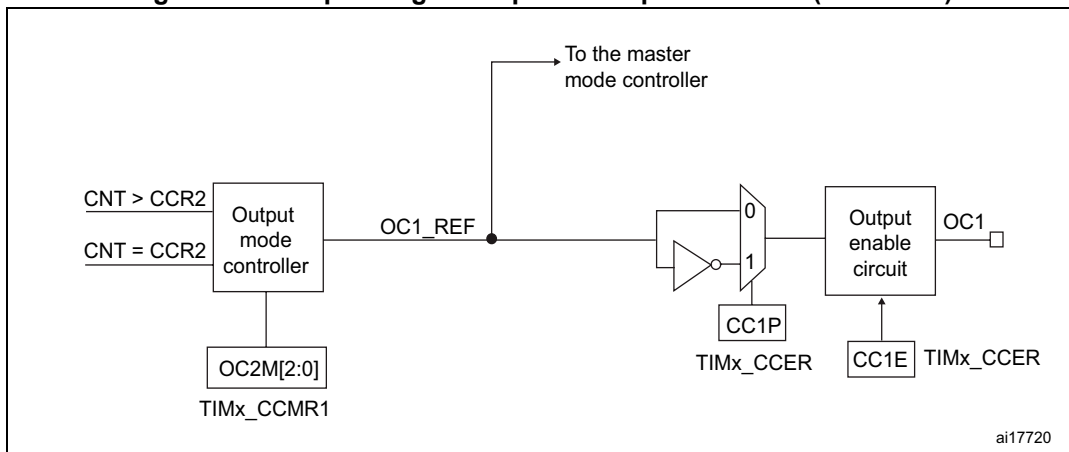 To the master
mode controller
CNT > CCR2
CNT = CCR2
Output
mode
controller
OC1_REF
0
1
Output
enable
circuit
OC1
CC1P
TIMx_CCER
CC1E
TIMx_CCER
OC2M[2:0]
TIMx_CCMR1
ai17720